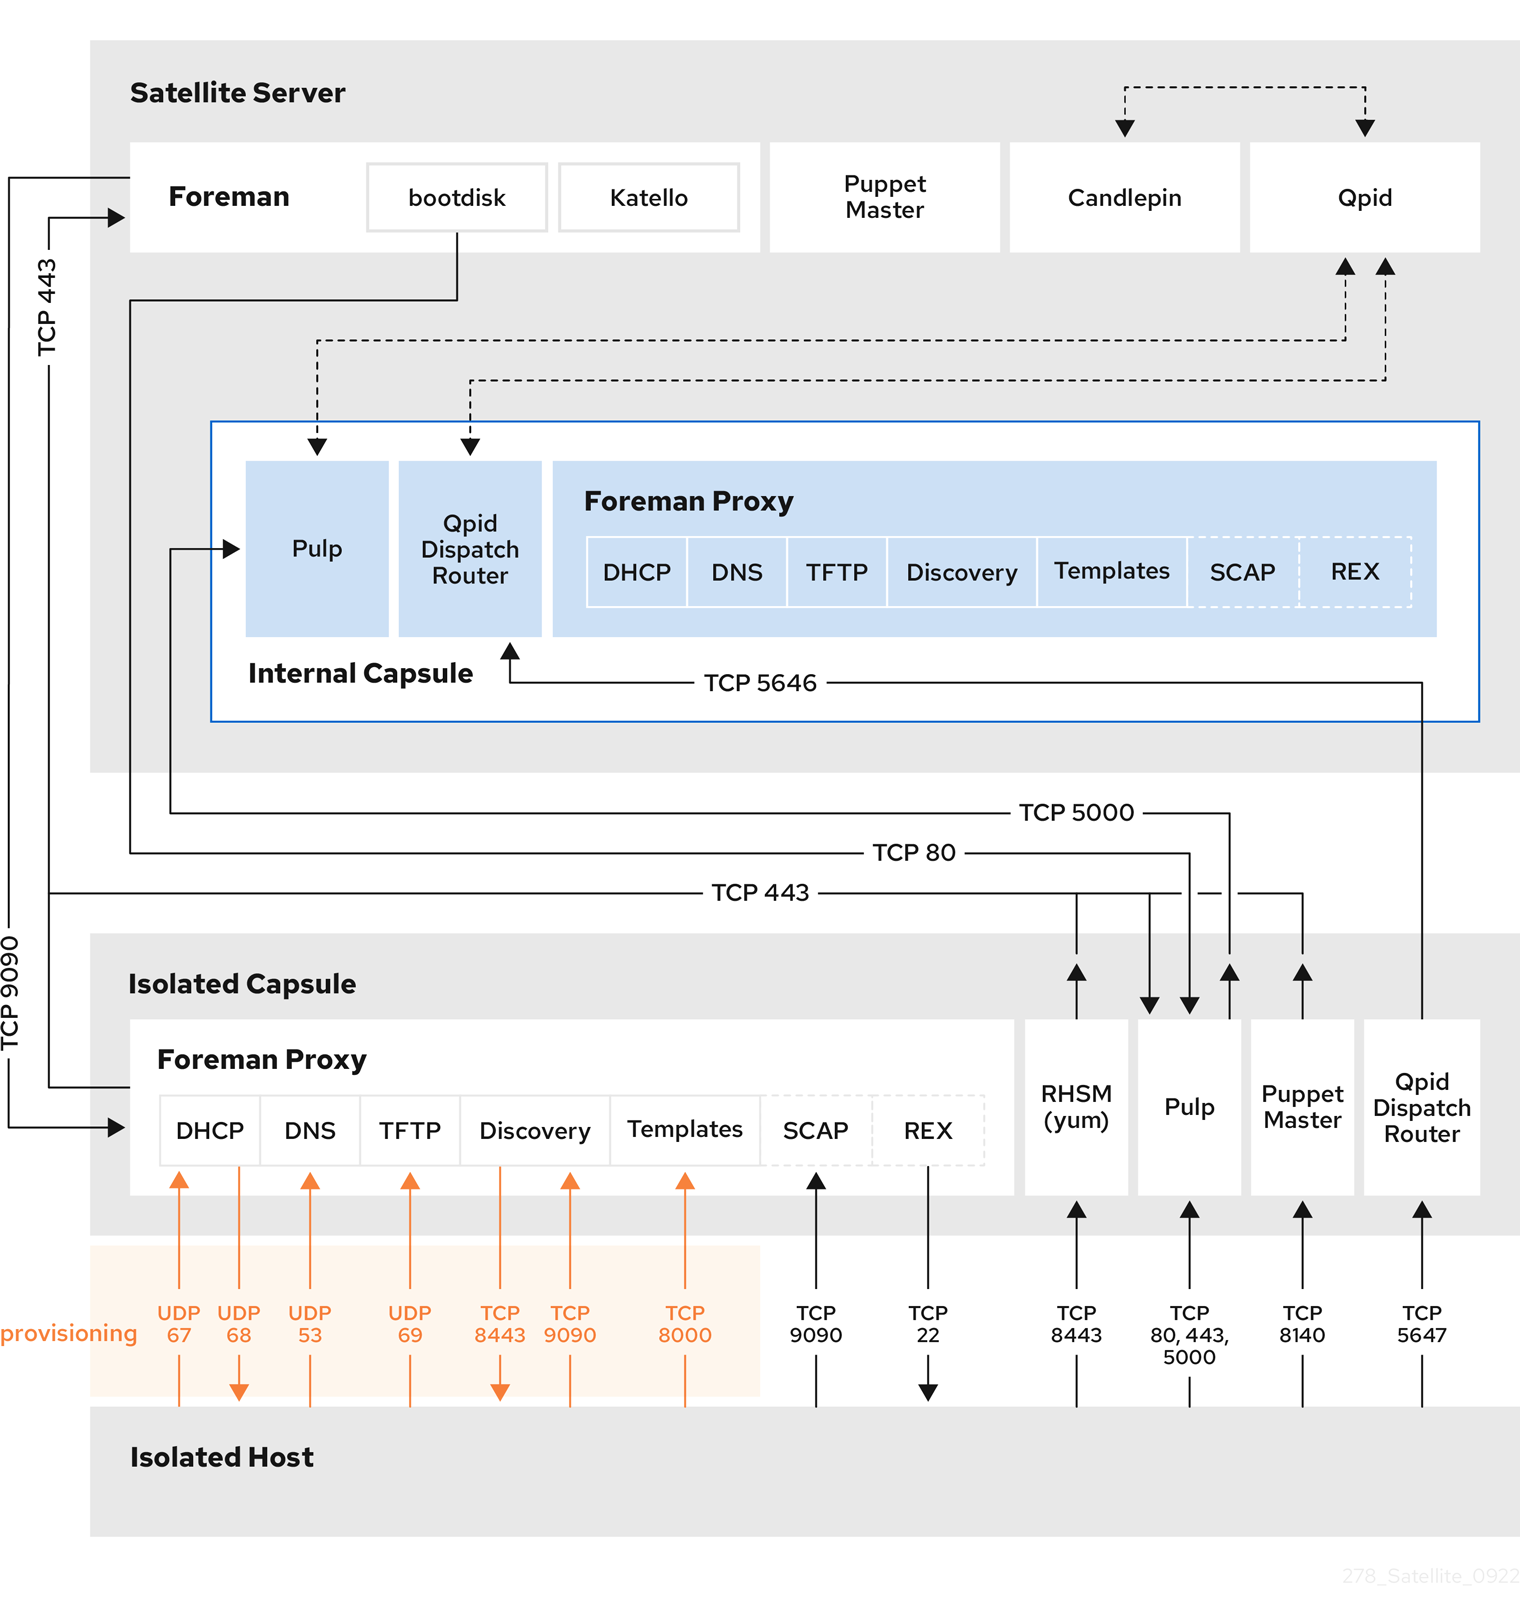 Satellite Server
Foreman
bootdisk
Katello
Puppet
Master
Candlepin
Qpid
TCP 443
Pulp
Qpid
Dispatch
Router
Foreman Proxy
DHCP
DNS
TFTP
Discovery
Templates
SCAP
REX
Internal Capsule
TCP 5646
TCP 5000
TCP 80
TCP 443
TCP 9090
Isolated Capsule
Foreman Proxy
DHCP
DNS
TFTP
Discovery
Templates
SCAP
REX
RHSM
(yum)
Pulp
Puppet
Master
Qpid
Dispatch
Router
provisioning
UDP
67
UDP
68
UDP
53
UDP
69
TCP
8443
TCP
9090
TCP
8000
TCP
9090
TCP
22
TCP
8443
TCP
80, 443,
5000
TCP
8140
TCP
5647
Isolated Host
278_Satellite_0922